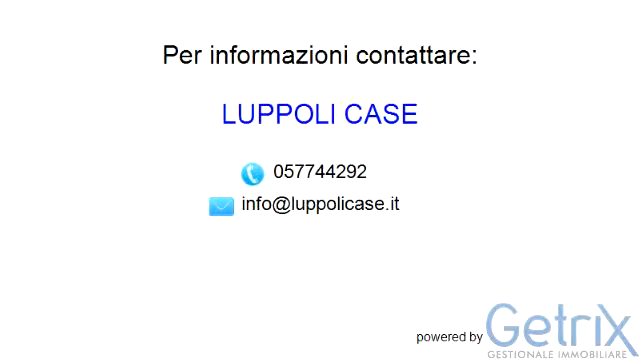 Per informazioni contattare:
LUPPOLI CASE
057744292
info@luppolicase.it
powered by Getrix
GESTIONALE IMMOBILIARE